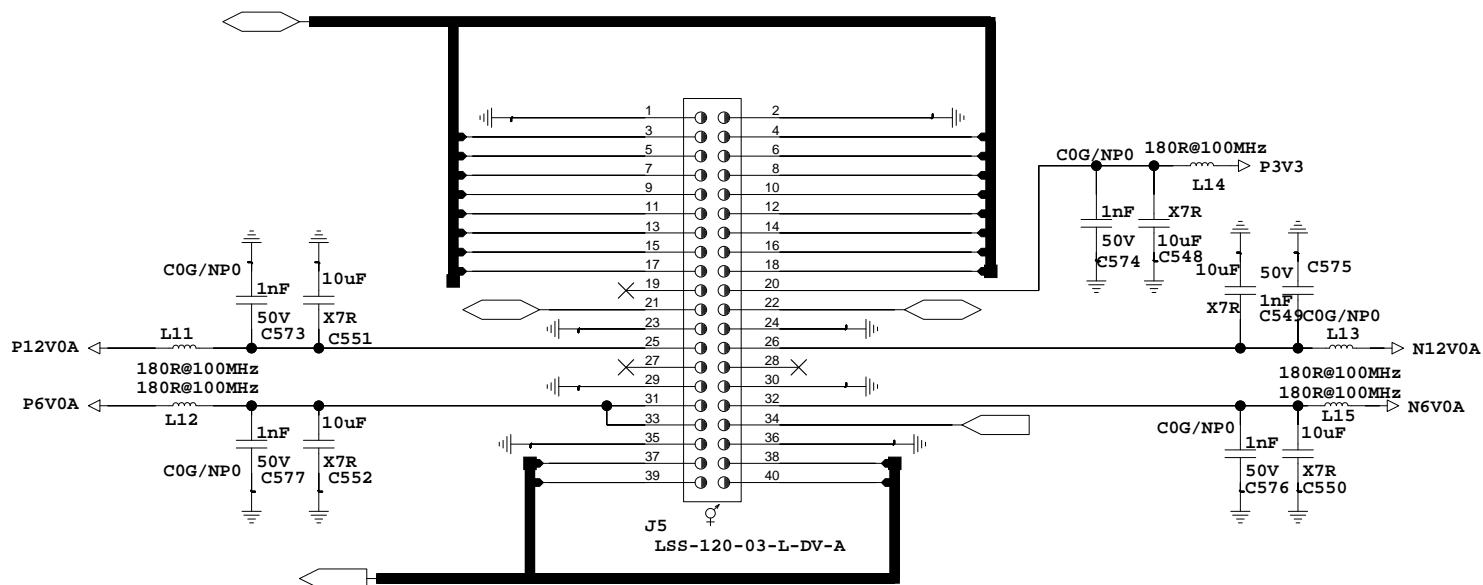 1 2
3 4
5 6
7 8
9 10
11 12
13 14
15 16
17 18
19 20
21 22
23 24
25 26
27 28
29 30
31 32
33 34
35 36
37 38
39 40
J5
LSS-120-03-L-DV-A
C0G/NP0
1nF
50V
C573
10uF
X7R
C551
L11
P12V0A
180R@100MHz
180R@100MHz
P6V0A
L12
1nF
50V
C0G/NP0
C577
10uF
X7R
C552
C0G/NP0
180R@100MHz
P3V3
L14
1nF
50V
C574
X7R
10uF
C548
10uF
X7R
C549
50V
1nF
C575
C0G/NP0
L13
N12V0A
180R@100MHz
180R@100MHz
N6V0A
L15
C0G/NP0
1nF
50V
C576
10uF
X7R
C550